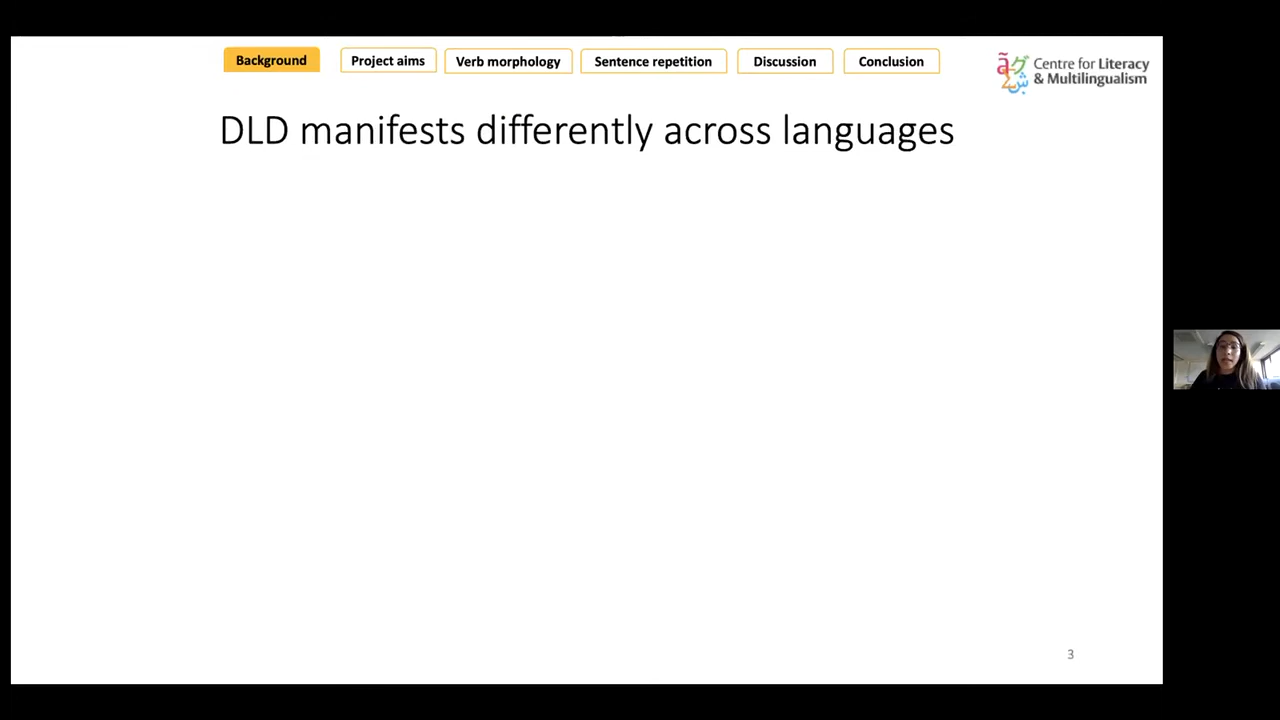 Background
Project aims
Verb morphology
Sentence repetition
Discussion
Conclusion
Centre for Literacy
& Multilingualism
DLD manifests differently across languages
3